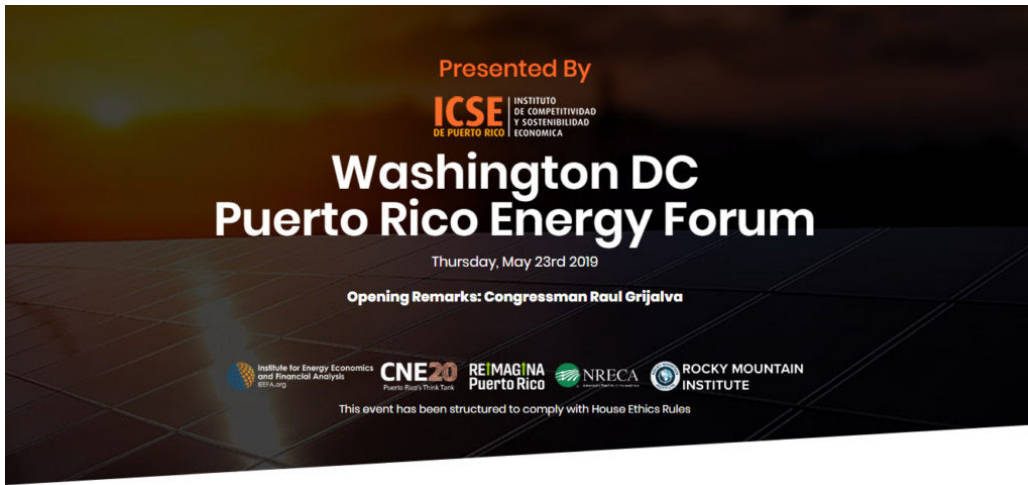 Presented By
ICSE
DE PUERTO RICO
INSTITUTO
DE COMPETITIVIDAD
Y SOSTENIBILIDAD
ECONOMICA
Washington DC
Puerto Rico Energy Forum
Thursday, May 23rd 2019
Opening Remarks: Congressman Raul Grijalva
Institute for Energy Economics
and Financial Analysis
IEEFA.org
CNE20
Puerto Rico's Think Tank
RE!MAG!NA
Puerto Rico
NRECA
ROCKY MOUNTAIN
INSTITUTE
This event has been structured to comply with House Ethics Rules